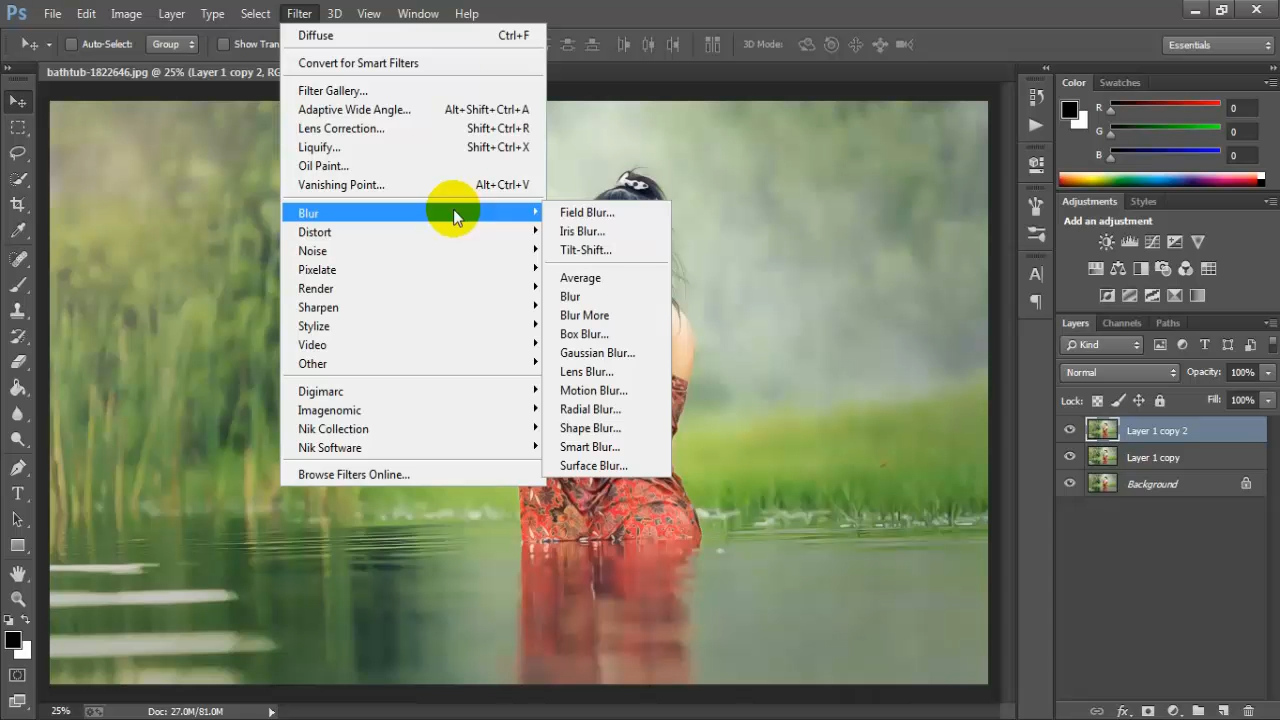 Ps File Edit Image Layer Type Select Filter 3D View Window Help
Auto-Select: Group Show Tran 3D Mode: Essentials
bathtub-1822646.jpg @ 25% (Layer 1 copy 2, RG
Diffuse Ctrl+F
Convert for Smart Filters
Filter Gallery...
Adaptive Wide Angle... Alt+Shift+Ctrl+A
Lens Correction... Shift+Ctrl+R
Liquify... Shift+Ctrl+X
Oil Paint...
Vanishing Point... Alt+Ctrl+V
Blur
Distort
Noise
Pixelate
Render
Sharpen
Stylize
Video
Other
Digimarc
Imagenomic
Nik Collection
Nik Software
Browse Filters Online...
Field Blur...
Iris Blur...
Tilt-Shift...
Average
Blur
Blur More
Box Blur...
Gaussian Blur...
Lens Blur...
Motion Blur...
Radial Blur...
Shape Blur...
Smart Blur...
Surface Blur...
Color Swatches
R 0
G 0
B 0
Adjustments Styles
Add an adjustment
Layers Channels Paths
Kind
Normal Opacity: 100%
Lock: Fill: 100%
Layer 1 copy 2
Layer 1 copy
Background
25% Doc: 27.0M/81.0M